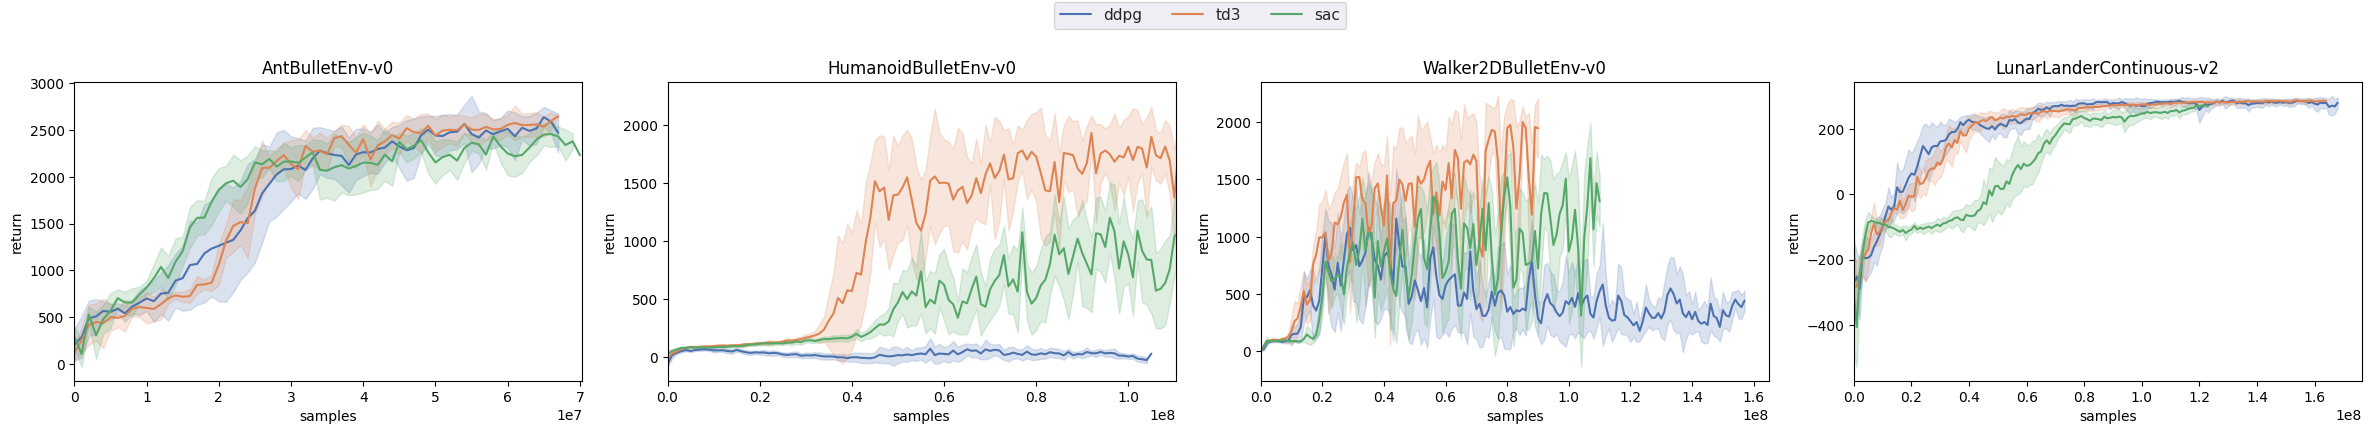 ddpg td3 sac
AntBulletEnv-v0
3000
2500
2000
1500
1000
500
0
return
0 1 2 3 4 5 6 7
samples
1e7
HumanoidBulletEnv-v0
2000
1500
1000
500
0
return
0.0 0.2 0.4 0.6 0.8 1.0
samples
1e8
Walker2DBulletEnv-v0
2000
1500
1000
500
0
return
0.0 0.2 0.4 0.6 0.8 1.0 1.2 1.4 1.6
samples
1e8
LunarLanderContinuous-v2
200
0
−200
−400
return
0.0 0.2 0.4 0.6 0.8 1.0 1.2 1.4 1.6
samples
1e8